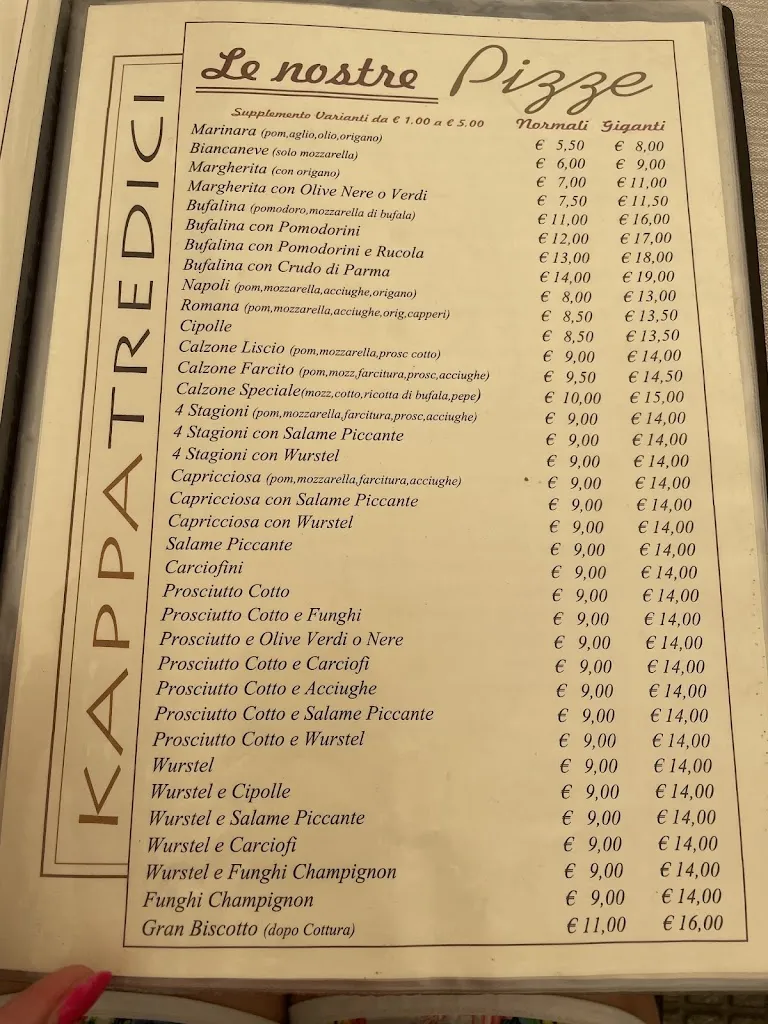 KAPPATREDICI
Le nostre Pizze
Supplemento Varianti da € 1.00 a € 5.00 Normali Giganti
Marinara (pom,aglio,olio,origano) € 5,50 € 8,00
Biancaneve (solo mozzarella) € 6,00 € 9,00
Margherita (con origano) € 7,00 € 11,00
Margherita con Olive Nere o Verdi € 7,50 € 11,50
Bufalina (pomodoro,mozzarella di bufala) € 11,00 € 16,00
Bufalina con Pomodorini € 12,00 € 17,00
Bufalina con Pomodorini e Rucola € 13,00 € 18,00
Bufalina con Crudo di Parma € 14,00 € 19,00
Napoli (pom,mozzarella,acciughe,origano) € 8,00 € 13,00
Romana (pom,mozzarella,acciughe,orig,capperi) € 8,50 € 13,50
Cipolle € 8,50 € 13,50
Calzone Liscio (pom,mozzarella,prosc cotto) € 9,00 € 14,00
Calzone Farcito (pom,mozz,farcitura,prosc,acciughe) € 9,50 € 14,50
Calzone Speciale(mozz,cotto,ricotta di bufala,pepe) € 10,00 € 15,00
4 Stagioni (pom,mozzarella,farcitura,prosc,acciughe) € 9,00 € 14,00
4 Stagioni con Salame Piccante € 9,00 € 14,00
4 Stagioni con Wurstel € 9,00 € 14,00
Capricciosa (pom,mozzarella,farcitura,acciughe) € 9,00 € 14,00
Capricciosa con Salame Piccante € 9,00 € 14,00
Capricciosa con Wurstel € 9,00 € 14,00
Salame Piccante € 9,00 € 14,00
Carciofini € 9,00 € 14,00
Prosciutto Cotto € 9,00 € 14,00
Prosciutto Cotto e Funghi € 9,00 € 14,00
Prosciutto e Olive Verdi o Nere € 9,00 € 14,00
Prosciutto Cotto e Carciofi € 9,00 € 14,00
Prosciutto Cotto e Acciughe € 9,00 € 14,00
Prosciutto Cotto e Salame Piccante € 9,00 € 14,00
Prosciutto Cotto e Wurstel € 9,00 € 14,00
Wurstel € 9,00 € 14,00
Wurstel e Cipolle € 9,00 € 14,00
Wurstel e Salame Piccante € 9,00 € 14,00
Wurstel e Carciofi € 9,00 € 14,00
Wurstel e Funghi Champignon € 9,00 € 14,00
Funghi Champignon € 9,00 € 14,00
Gran Biscotto (dopo Cottura) € 11,00 € 16,00